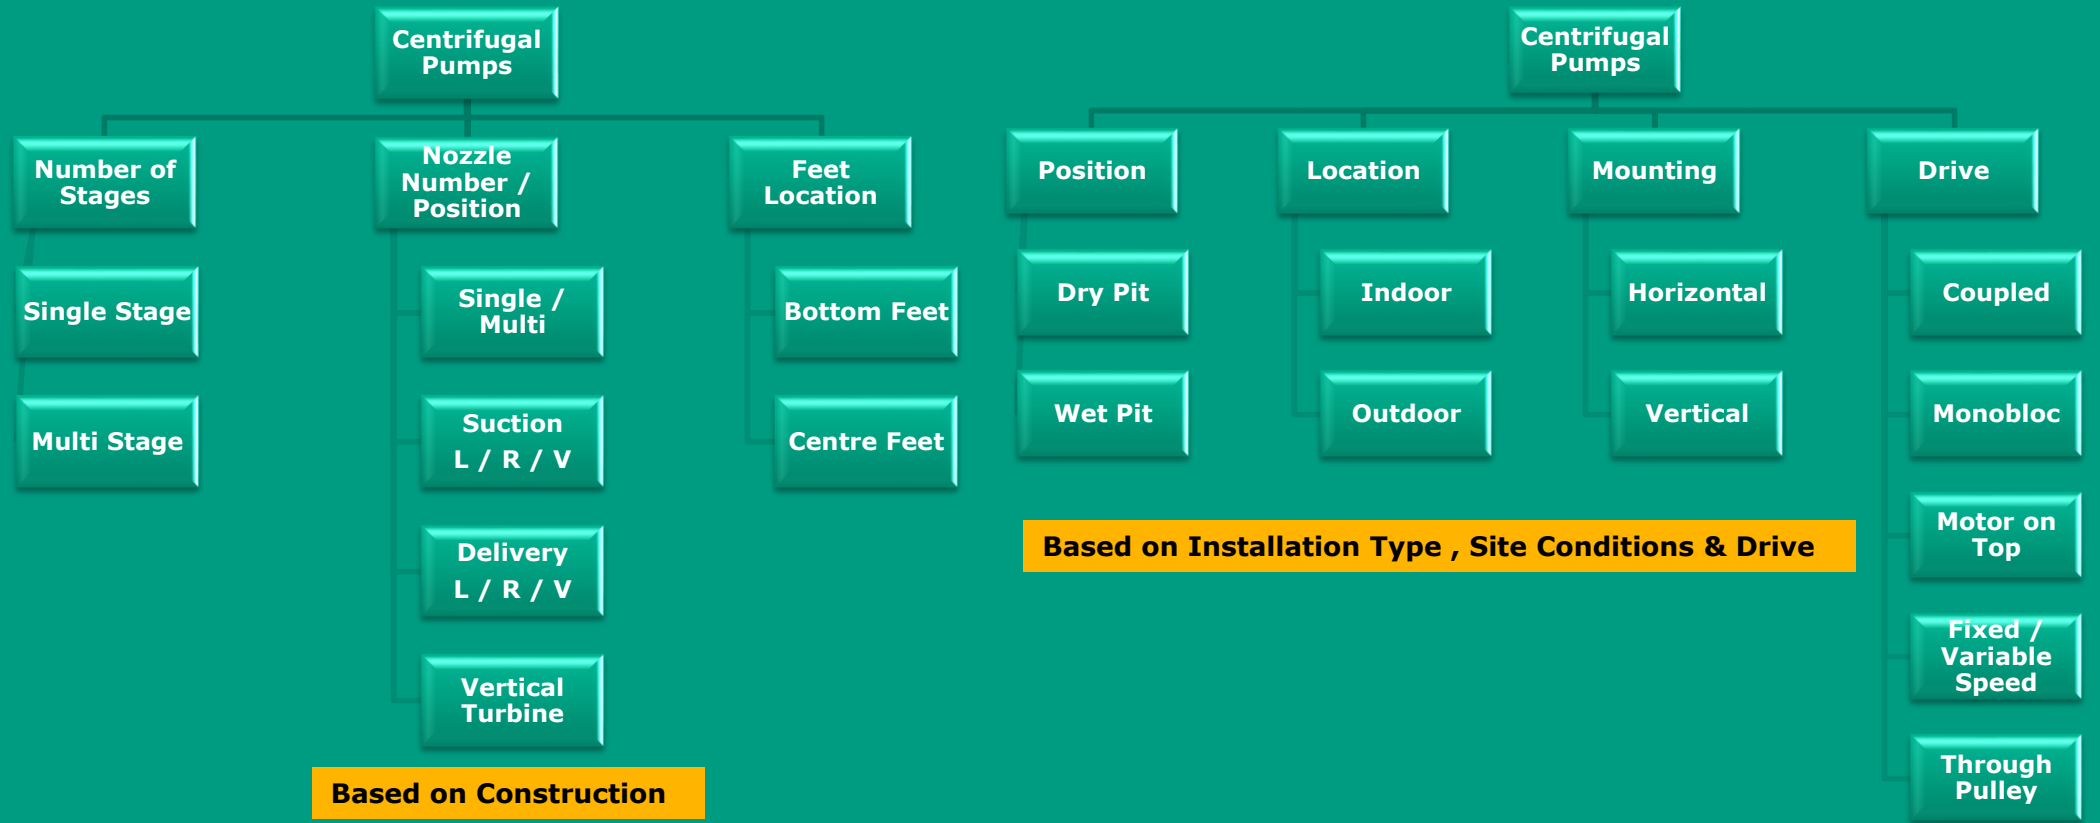 Centrifugal
Pumps
Number of
Stages
Single Stage
Multi Stage
Nozzle
Number /
Position
Single /
Multi
Suction
L / R / V
Delivery
L / R / V
Vertical
Turbine
Feet
Location
Bottom Feet
Centre Feet
Based on Construction
Centrifugal
Pumps
Position
Dry Pit
Wet Pit
Location
Indoor
Outdoor
Mounting
Horizontal
Vertical
Drive
Coupled
Monobloc
Motor on
Top
Fixed /
Variable
Speed
Through
Pulley
Based on Installation Type , Site Conditions & Drive